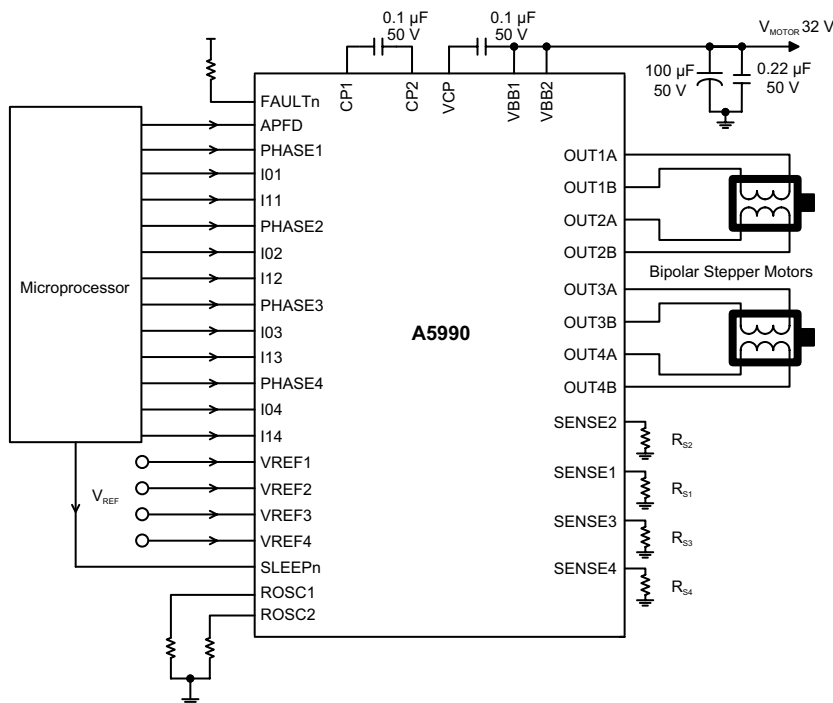 0.1 µF
50 V
0.1 µF
50 V
VMOTOR 32 V
100 µF
50 V
0.22 µF
50 V
CP1
CP2
VCP
VBB1
VBB2
FAULTn
APFD
PHASE1
I01
I11
PHASE2
I02
I12
PHASE3
I03
I13
PHASE4
I04
I14
VREF1
VREF2
VREF3
VREF4
SLEEPn
ROSC1
ROSC2
Microprocessor
VREF
A5990
OUT1A
OUT1B
OUT2A
OUT2B
Bipolar Stepper Motors
OUT3A
OUT3B
OUT4A
OUT4B
SENSE2
RS2
SENSE1
RS1
SENSE3
RS3
SENSE4
RS4